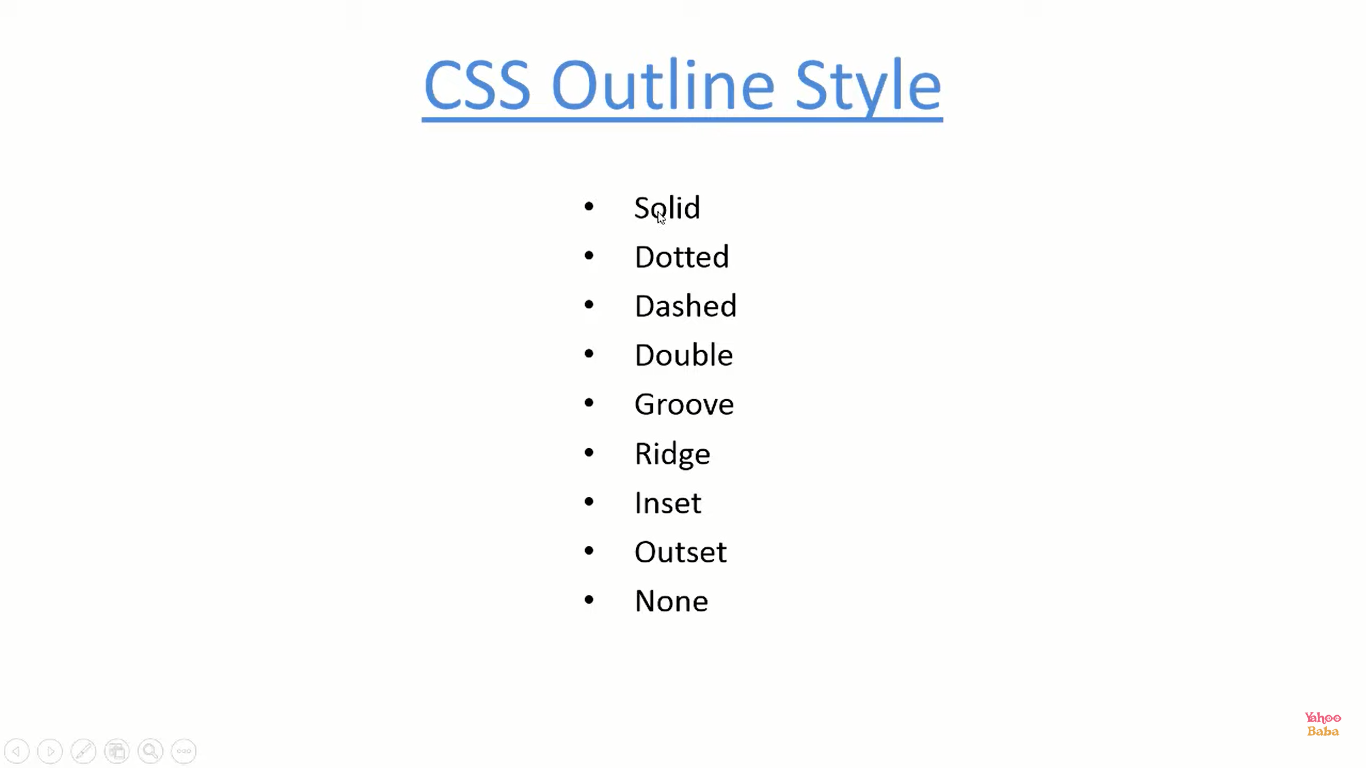 CSS Outline Style
• Solid
• Dotted
• Dashed
• Double
• Groove
• Ridge
• Inset
• Outset
• None
Yahoo
Baba